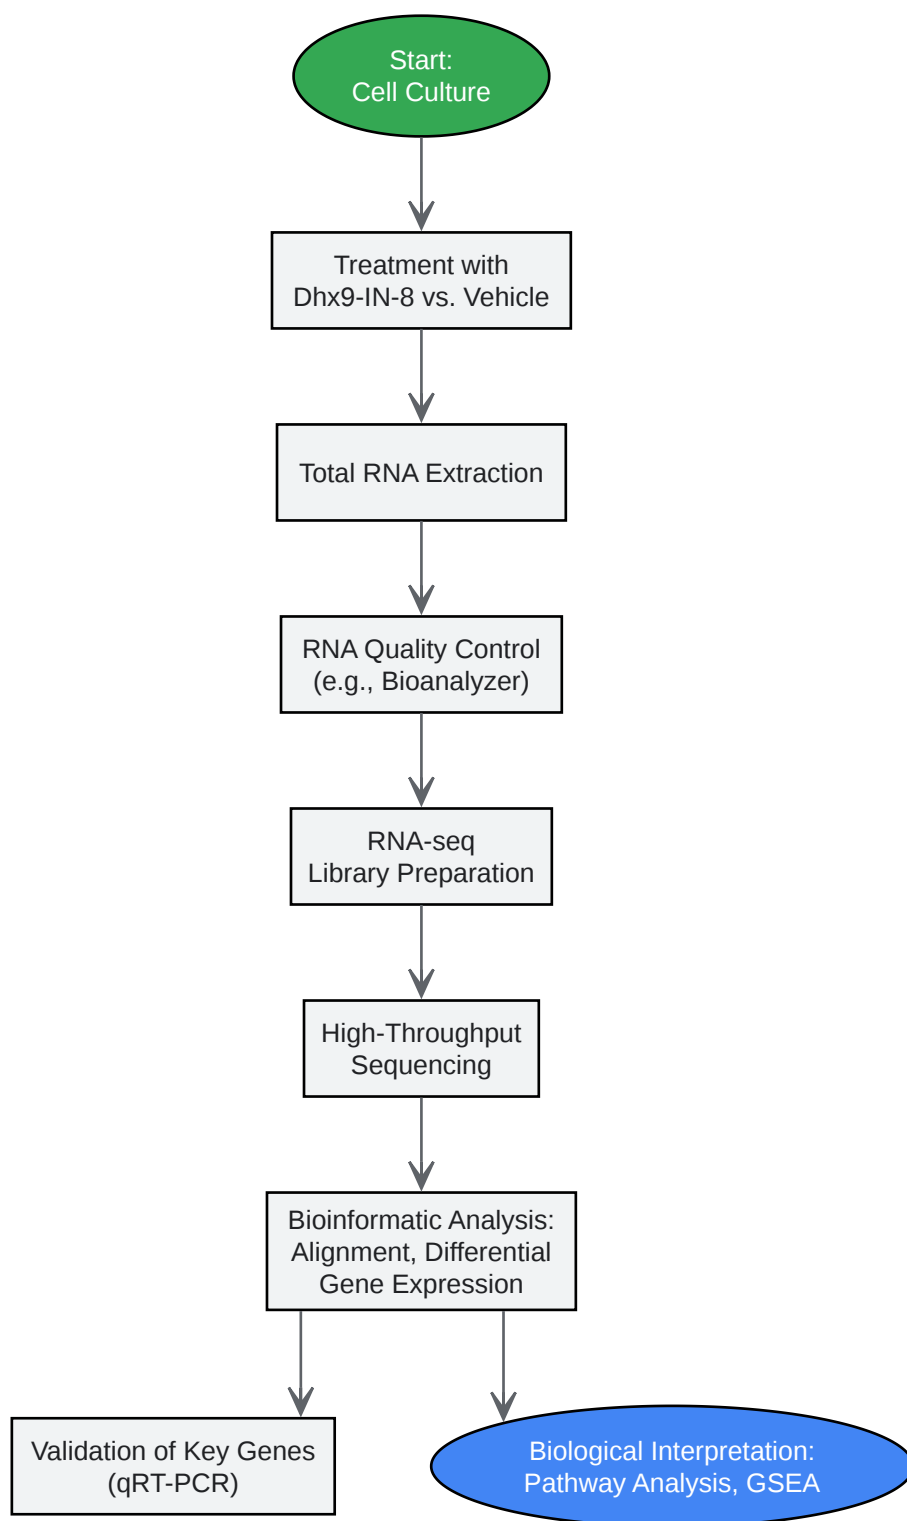 Start:
Cell Culture
Treatment with
Dhx9-IN-8 vs. Vehicle
Total RNA Extraction
RNA Quality Control
(e.g., Bioanalyzer)
RNA-seq
Library Preparation
High-Throughput
Sequencing
Bioinformatic Analysis:
Alignment, Differential
Gene Expression
Validation of Key Genes
(qRT-PCR)
Biological Interpretation:
Pathway Analysis, GSEA